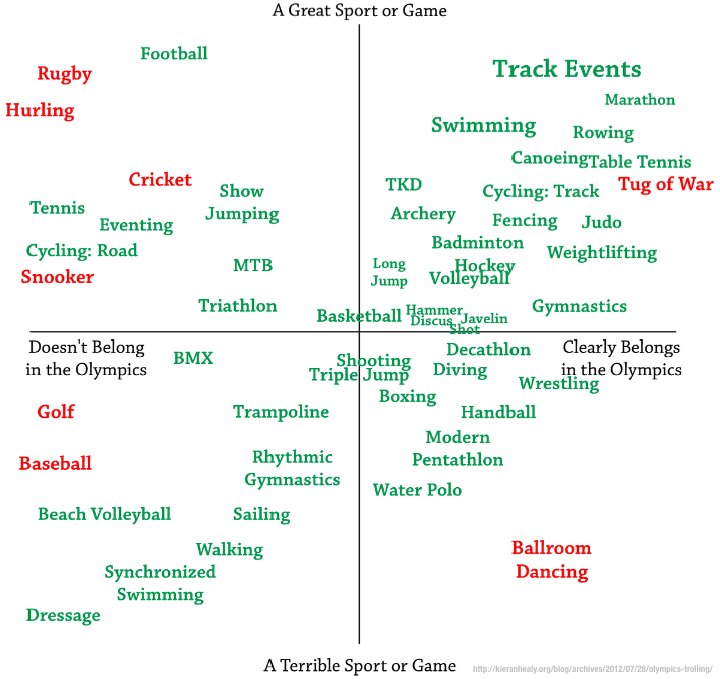 A Great Sport or Game
Football
Track Events
Rugby
Marathon
Hurling
Swimming
Rowing
Canoeing
Table Tennis
Cricket
Show
Jumping
TKD
Cycling: Track
Tug of War
Tennis
Archery
Fencing
Judo
Eventing
Badminton
Cycling: Road
Weightlifting
MTB
Long
Jump
Hockey
Snooker
Volleyball
Triathlon
Basketball
Hammer
Gymnastics
Discus
Javelin
Shot
Doesn't Belong
in the Olympics
Clearly Belongs
in the Olympics
BMX
Shooting
Decathlon
Triple Jump
Diving
Wrestling
Boxing
Golf
Trampoline
Handball
Modern
Pentathlon
Baseball
Rhythmic
Gymnastics
Water Polo
Beach Volleyball
Sailing
Walking
Ballroom
Dancing
Synchronized
Swimming
Dressage
A Terrible Sport or Game
http://kieranhealy.org/blog/archives/2012/07/28/olympics-trolling/